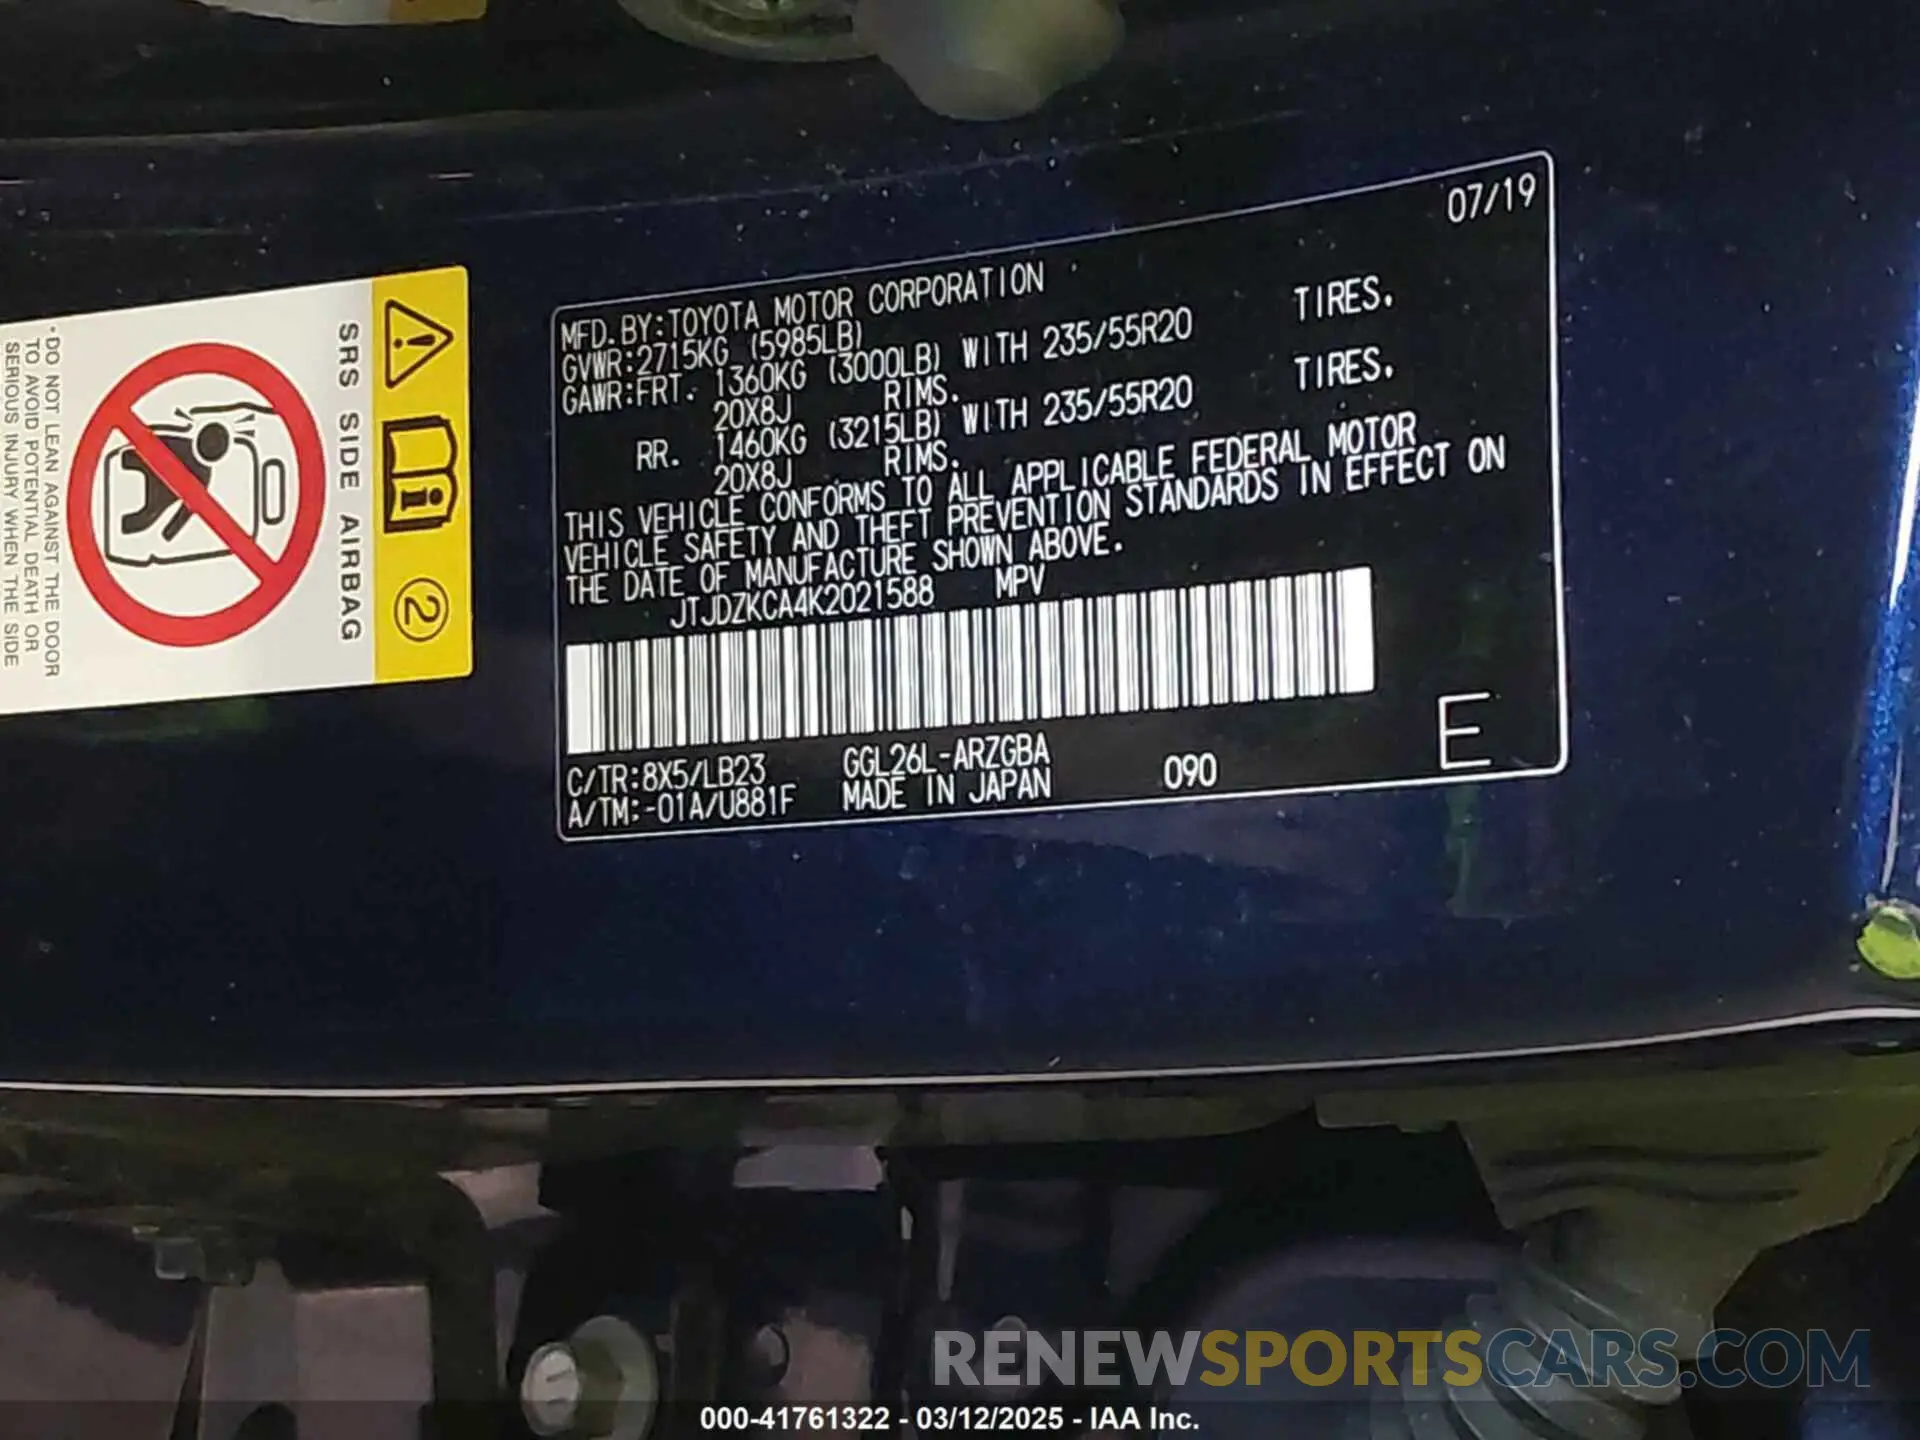 07/19
MFD. BY:TOYOTA MOTOR CORPORATION
GVWR:2715KG (5985LB)
GAWR:FRT. 1360KG (3000LB) WITH 235/55R20 TIRES.
20X8J RIMS.
RR. 1460KG (3215LB) WITH 235/55R20 TIRES.
20X8J RIMS.
THIS VEHICLE CONFORMS TO ALL APPLICABLE FEDERAL MOTOR
VEHICLE SAFETY AND THEFT PREVENTION STANDARDS IN EFFECT ON
THE DATE OF MANUFACTURE SHOWN ABOVE.
JTJDZKCA4K2021588 MPV
C/TR:8X5/LB23 GGL26L-ARZGBA
A/TM:-01A/U881F MADE IN JAPAN 090 E
2
SRS SIDE AIRBAG
•DO NOT LEAN AGAINST THE DOOR
TO AVOID POTENTIAL DEATH OR
SERIOUS INJURY WHEN THE SIDE
RENEWSPORTSCARS.COM
000-41761322 - 03/12/2025 - IAA Inc.